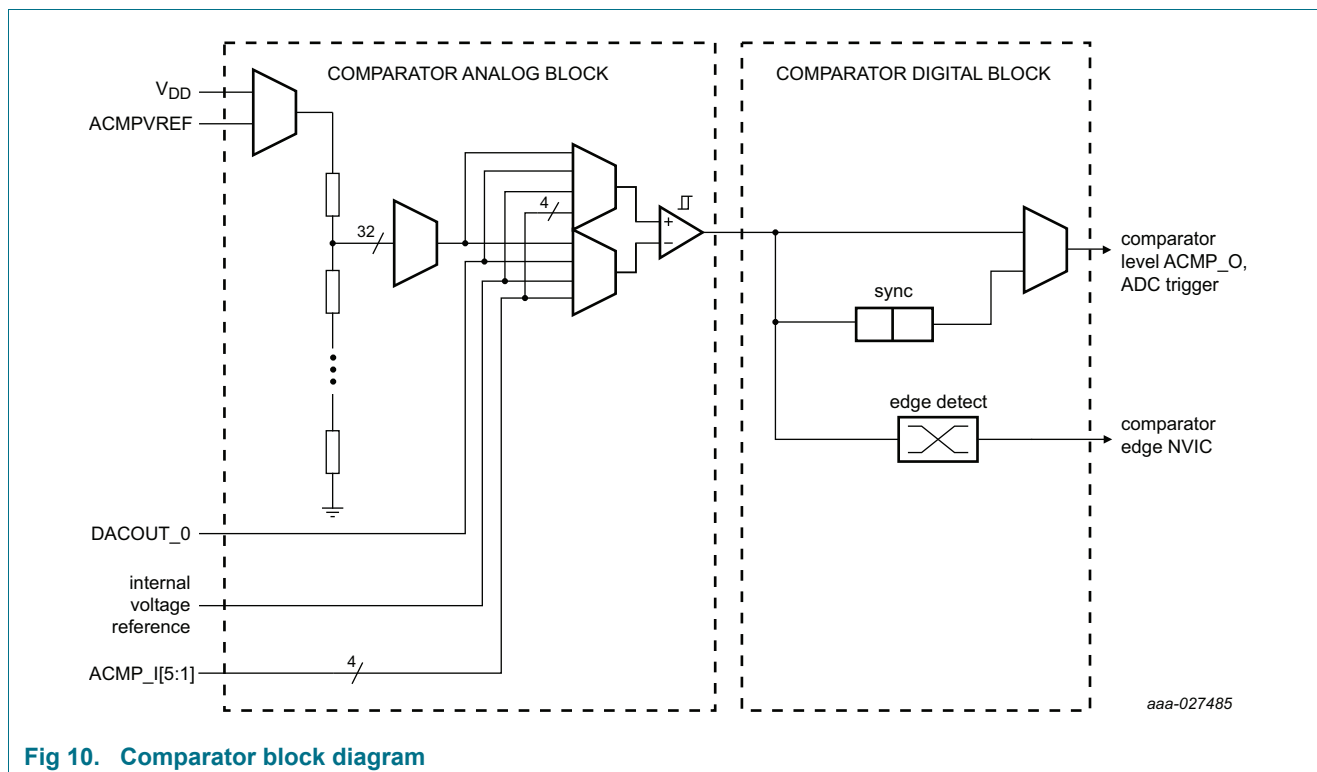 COMPARATOR ANALOG BLOCK
COMPARATOR DIGITAL BLOCK
VDD
ACMPVREF
4
32
+
−
comparator
level ACMP_O,
ADC trigger
sync
edge detect
comparator
edge NVIC
DACOUT_0
internal
voltage
reference
4
ACMP_I[5:1]
aaa-027485
Fig 10. Comparator block diagram